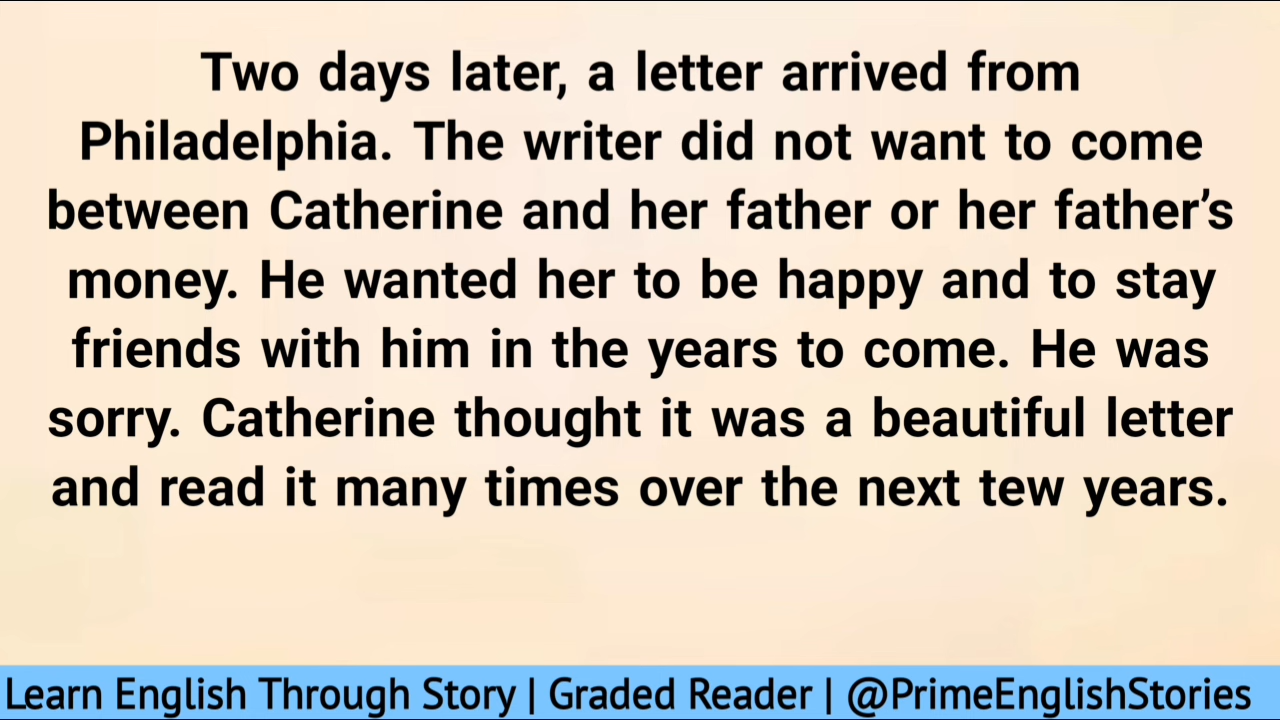 Two days later, a letter arrived from
Philadelphia. The writer did not want to come
between Catherine and her father or her father’s
money. He wanted her to be happy and to stay
friends with him in the years to come. He was
sorry. Catherine thought it was a beautiful letter
and read it many times over the next tew years.
Learn English Through Story | Graded Reader | @PrimeEnglishStories